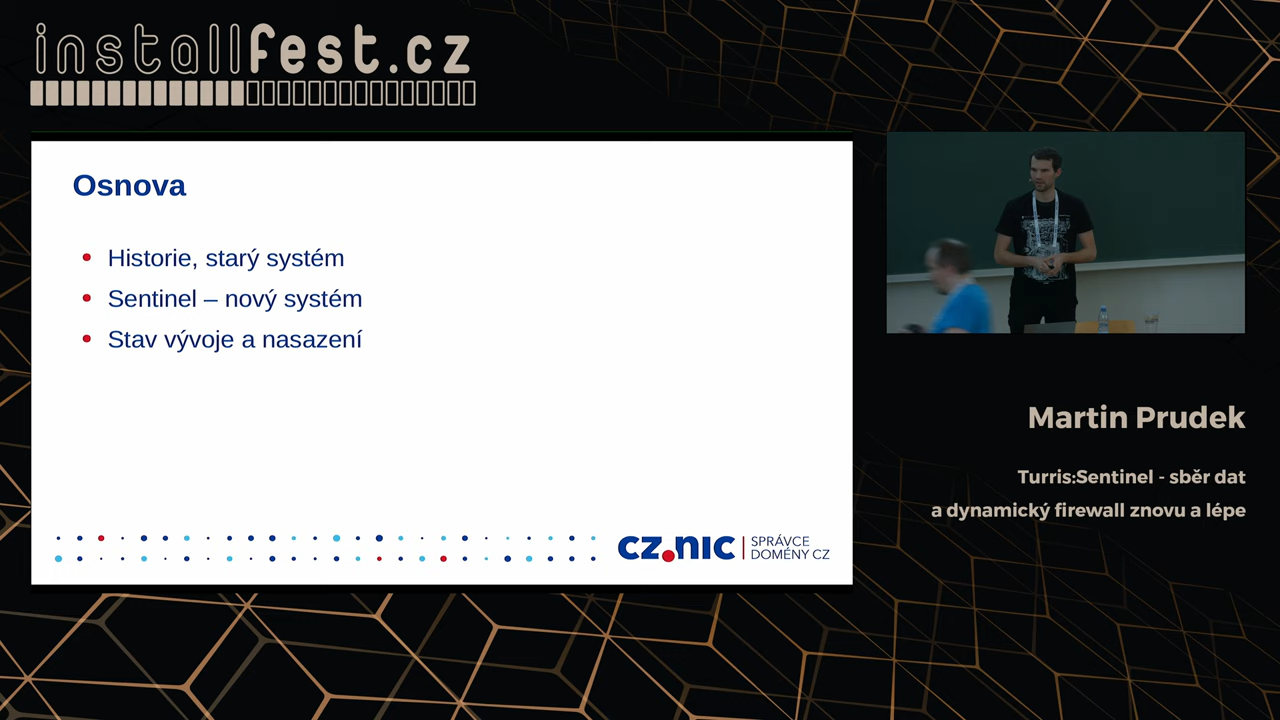 installfest.cz
Osnova
Historie, starý systém
Sentinel – nový systém
Stav vývoje a nasazení
cz.nic
SPRÁVCE
DOMÉNY CZ
Martin Prudek
Turris:Sentinel - sběr dat
a dynamický firewall znovu a lépe